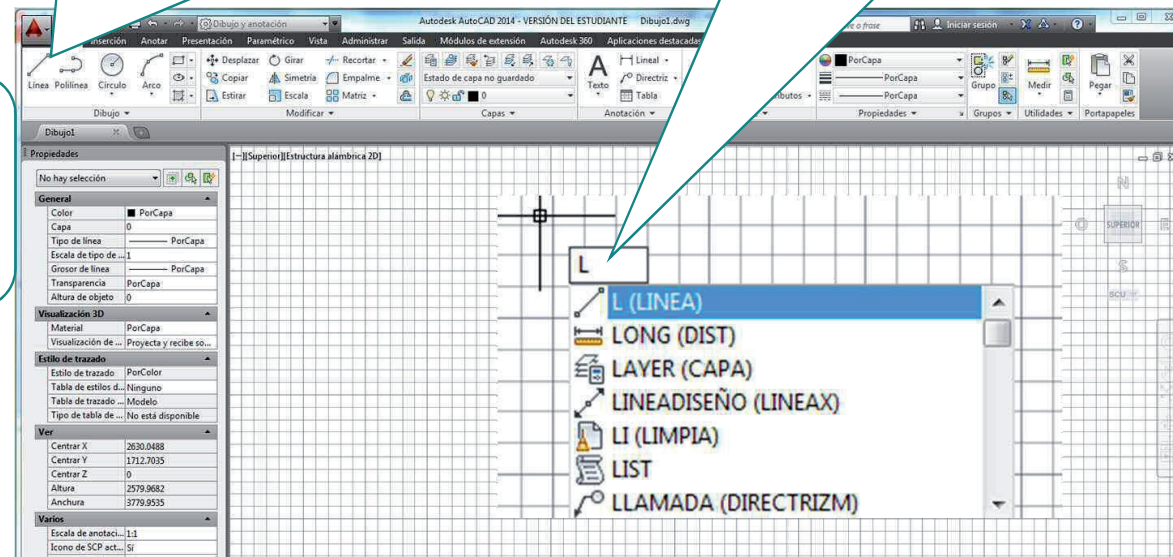 Dibujo y anotación
Autodesk AutoCAD 2014 - VERSIÓN DEL ESTUDIANTE Dibujo1.dwg
o frase
Iniciar sesión
Inserción Anotar Presentación Paramétrico Vista Administrar Salida Módulos de extensión Autodesk 360 Aplicaciones destacadas
Línea Polilínea Círculo Arco
Desplazar Girar Recortar
Copiar Simetría Empalme
Estirar Escala Matriz
Estado de capa no guardado
0
Texto
Lineal
Directriz
Tabla
PorCapa
PorCapa
PorCapa
Grupo
Medir
Pegar
Dibujo Modificar Capas Anotación Propiedades Grupos Utilidades Portapapeles
Dibujo1
Propiedades
[−][Superior][Estructura alámbrica 2D]
No hay selección
General
Color PorCapa
Capa 0
Tipo de línea PorCapa
Escala de tipo de ... 1
Grosor de línea PorCapa
Transparencia PorCapa
Altura de objeto 0
Visualización 3D
Material PorCapa
Visualización de ... Proyecta y recibe so...
Estilo de trazado
Estilo de trazado PorColor
Tabla de estilos d... Ninguno
Tabla de trazado ... Modelo
Tipo de tabla de ... No está disponible
Ver
Centrar X 2630.0488
Centrar Y 1712.7035
Centrar Z 0
Altura 2579.9682
Anchura 3779.9535
Varios
Escala de anotaci... 1:1
Icono de SCP act... Sí
L
L (LINEA)
LONG (DIST)
LAYER (CAPA)
LINEADISEÑO (LINEAX)
LI (LIMPIA)
LIST
LLAMADA (DIRECTRIZM)
N
O
SUPERIOR
E
S
SCU